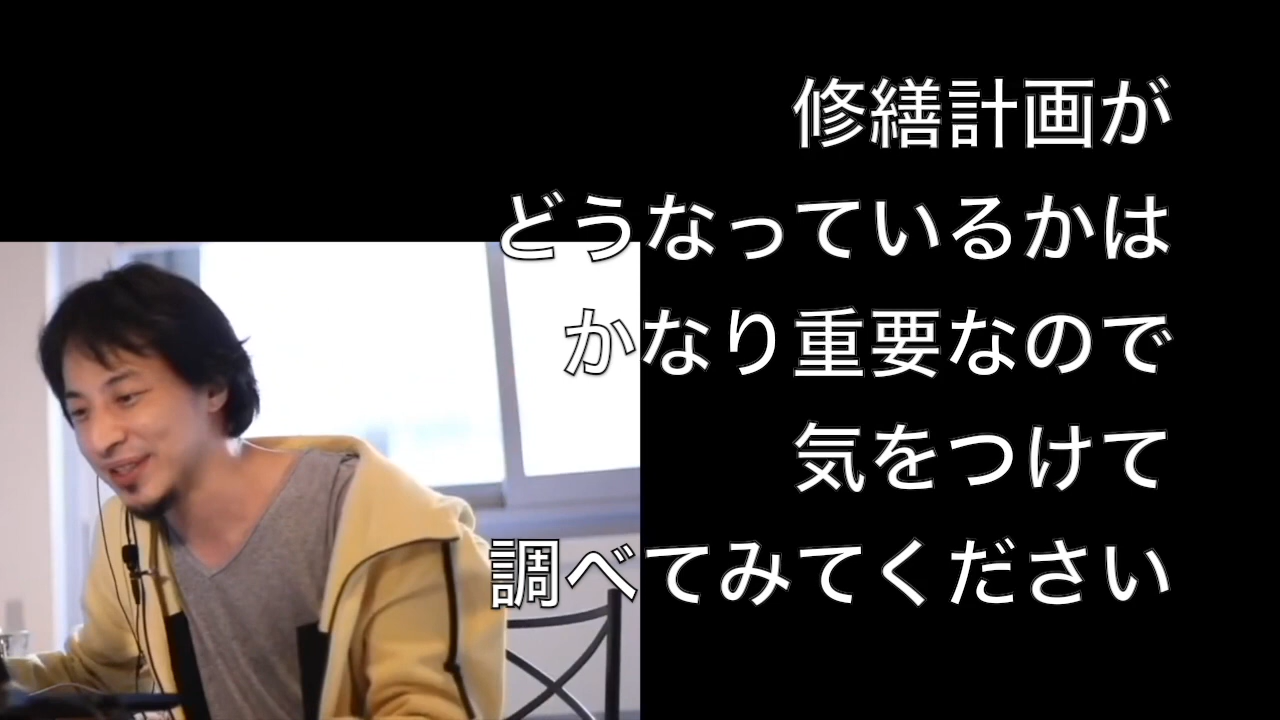 修繕計画が
どうなっているかは
かなり重要なので
気をつけて
調べてみてください